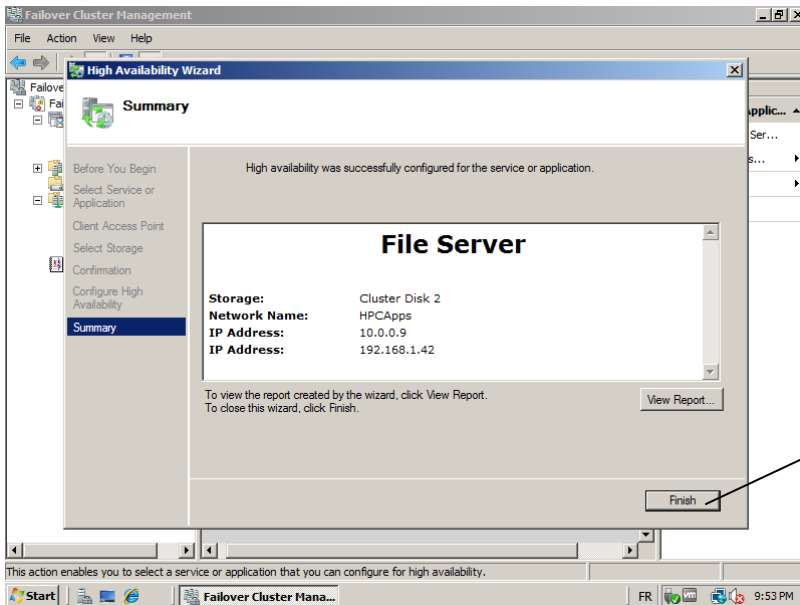 Failover Cluster Management
File Action View Help
Failove
Fai
High Availability Wizard
Summary
Before You Begin
Select Service or
Application
Client Access Point
Select Storage
Confirmation
Configure High
Availability
Summary
High availability was successfully configured for the service or application.
File Server
Storage: Cluster Disk 2
Network Name: HPCApps
IP Address: 10.0.0.9
IP Address: 192.168.1.42
To view the report created by the wizard, click View Report.
To close this wizard, click Finish.
View Report...
Finish
Applic...
Ser...
s...
This action enables you to select a service or application that you can configure for high availability.
Start
Failover Cluster Mana...
FR
9:53 PM